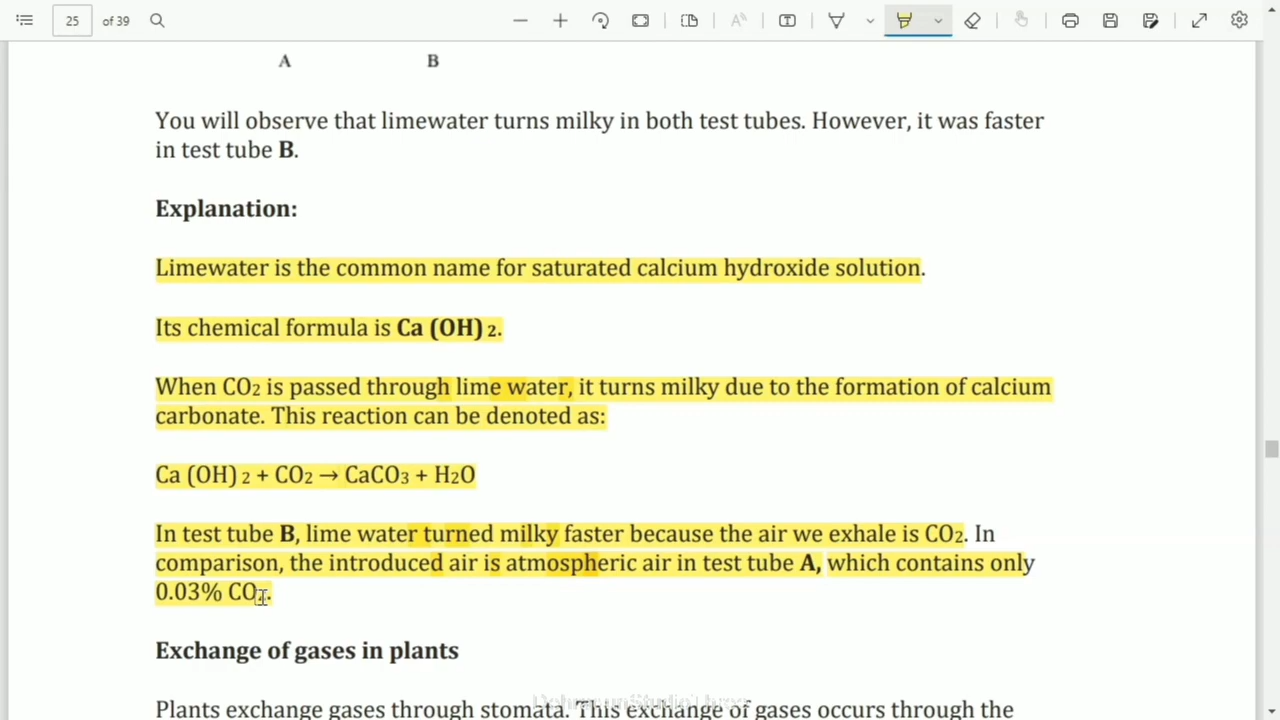 25 of 39
A B
You will observe that limewater turns milky in both test tubes. However, it was faster
in test tube B.
Explanation:
Limewater is the common name for saturated calcium hydroxide solution.
Its chemical formula is Ca (OH) 2.
When CO2 is passed through lime water, it turns milky due to the formation of calcium
carbonate. This reaction can be denoted as:
Ca (OH) 2 + CO2 → CaCO3 + H2O
In test tube B, lime water turned milky faster because the air we exhale is CO2. In
comparison, the introduced air is atmospheric air in test tube A, which contains only
0.03% CO2.
Exchange of gases in plants
Plants exchange gases through stomata. This exchange of gases occurs through the